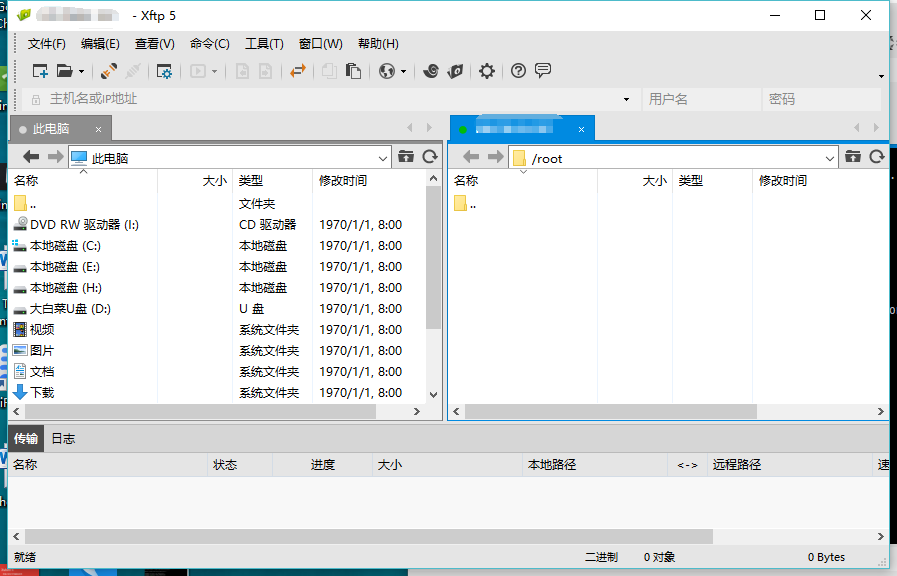 - Xftp 5
文件(F) 编辑(E) 查看(V) 命令(C) 工具(T) 窗口(W) 帮助(H)
主机名或IP地址 用户名 密码
此电脑 ×
×
此电脑
/root
名称 大小 类型 修改时间
名称 大小 类型 修改时间
.. 文件夹
..
DVD RW 驱动器 (I:) CD 驱动器 1970/1/1, 8:00
本地磁盘 (C:) 本地磁盘 1970/1/1, 8:00
本地磁盘 (E:) 本地磁盘 1970/1/1, 8:00
本地磁盘 (H:) 本地磁盘 1970/1/1, 8:00
大白菜U盘 (D:) U 盘 1970/1/1, 8:00
视频 系统文件夹 1970/1/1, 8:00
图片 系统文件夹 1970/1/1, 8:00
文档 系统文件夹 1970/1/1, 8:00
下载 系统文件夹 1970/1/1, 8:00
传输 日志
名称 状态 进度 大小 本地路径 <-> 远程路径 速
就绪 二进制 0 对象 0 Bytes